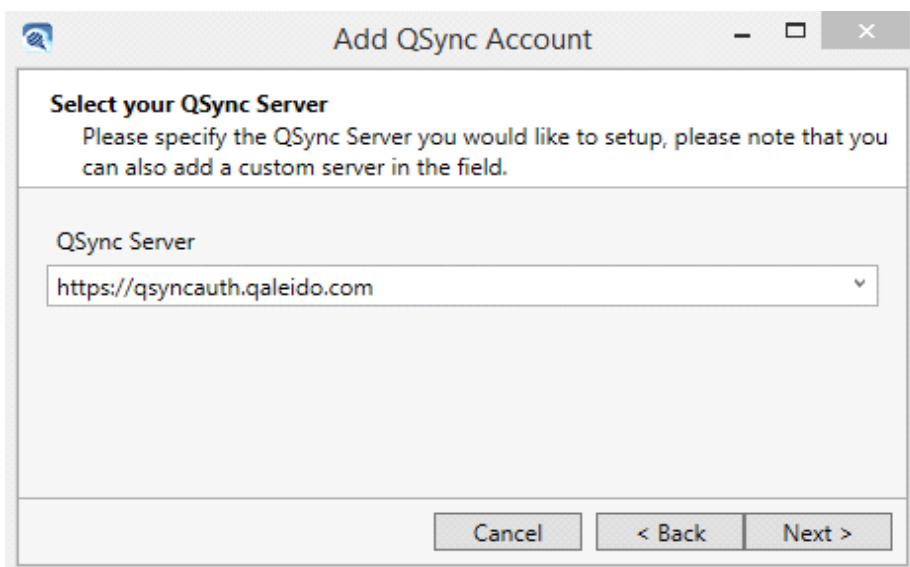 Add QSync Account
Select your QSync Server
Please specify the QSync Server you would like to setup, please note that you
can also add a custom server in the field.
QSync Server
https://qsyncauth.qaleido.com
Cancel
< Back
Next >